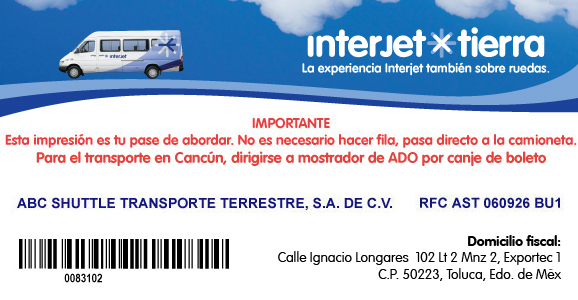 interjet tierra
La experiencia Interjet también sobre ruedas.
interjet
IMPORTANTE
Esta impresión es tu pase de abordar. No es necesario hacer fila, pasa directo a la camioneta.
Para el transporte en Cancún, dirigirse a mostrador de ADO por canje de boleto
ABC SHUTTLE TRANSPORTE TERRESTRE, S.A. DE C.V. RFC AST 060926 BU1
Domicilio fiscal:
Calle Ignacio Longares 102 Lt 2 Mnz 2, Exportec 1
C.P. 50223, Toluca, Edo. de Méx
0083102